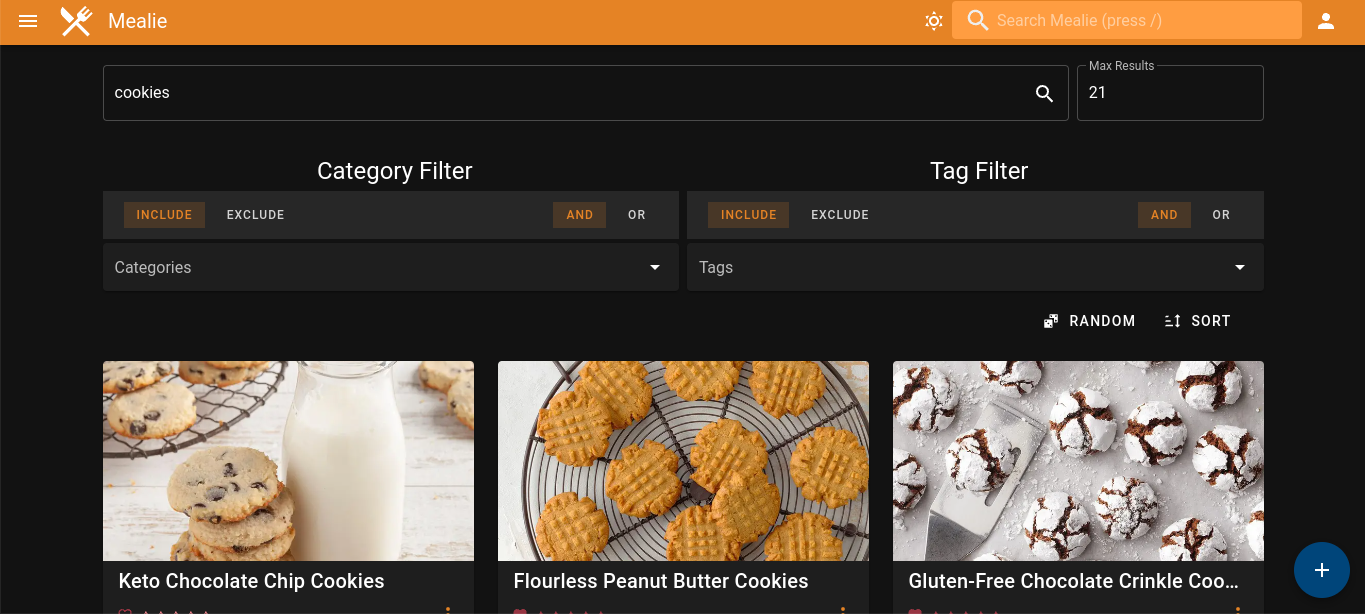 Mealie
Search Mealie (press /)
cookies
Max Results
21
Category Filter
Tag Filter
INCLUDE EXCLUDE AND OR
INCLUDE EXCLUDE AND OR
Categories
Tags
RANDOM SORT
Keto Chocolate Chip Cookies
Flourless Peanut Butter Cookies
Gluten-Free Chocolate Crinkle Coo...